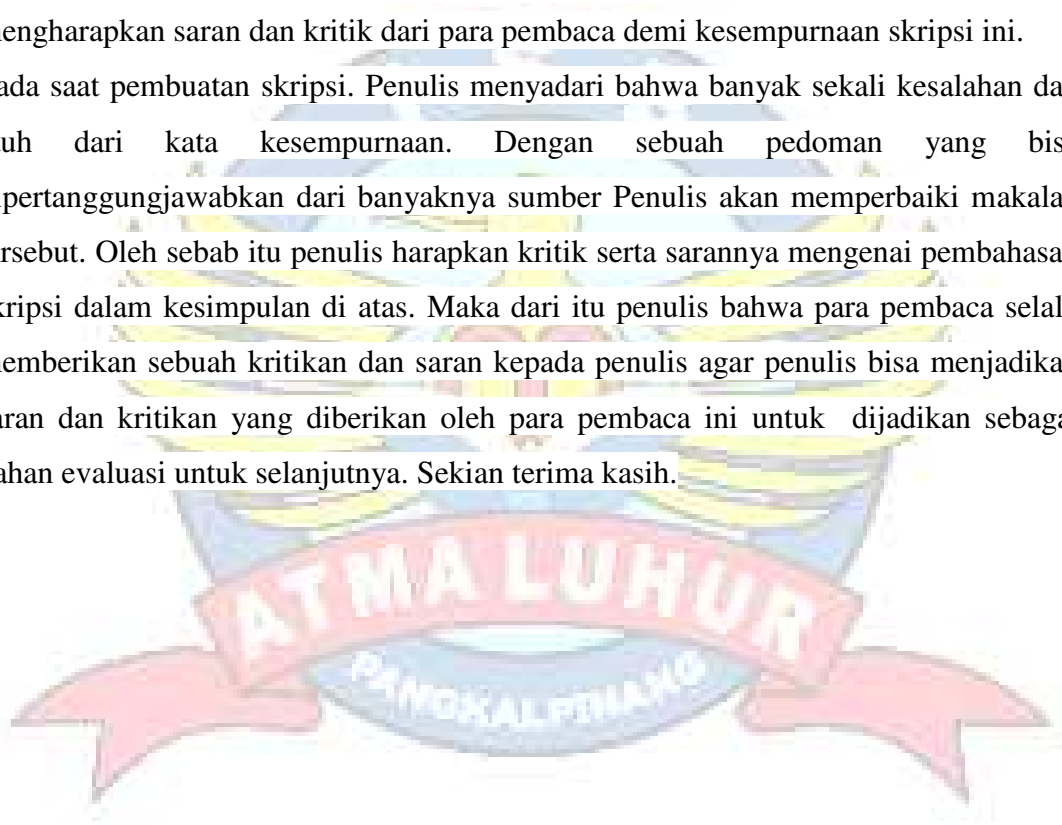 mengharapkan saran dan kritik dari para pembaca demi kesempurnaan skripsi ini.
ada saat pembuatan skripsi. Penulis menyadari bahwa banyak sekali kesalahan da
uh dari kata kesempurnaan. Dengan sebuah pedoman yang bis
ipertanggungjawabkan dari banyaknya sumber Penulis akan memperbaiki makala
ersebut. Oleh sebab itu penulis harapkan kritik serta sarannya mengenai pembahasa
kripsi dalam kesimpulan di atas. Maka dari itu penulis bahwa para pembaca selal
memberikan sebuah kritikan dan saran kepada penulis agar penulis bisa menjadika
aran dan kritikan yang diberikan oleh para pembaca ini untuk dijadikan sebaga
ahan evaluasi untuk selanjutnya. Sekian terima kasih.
ATMA LUHUR
PANGKALPINANG